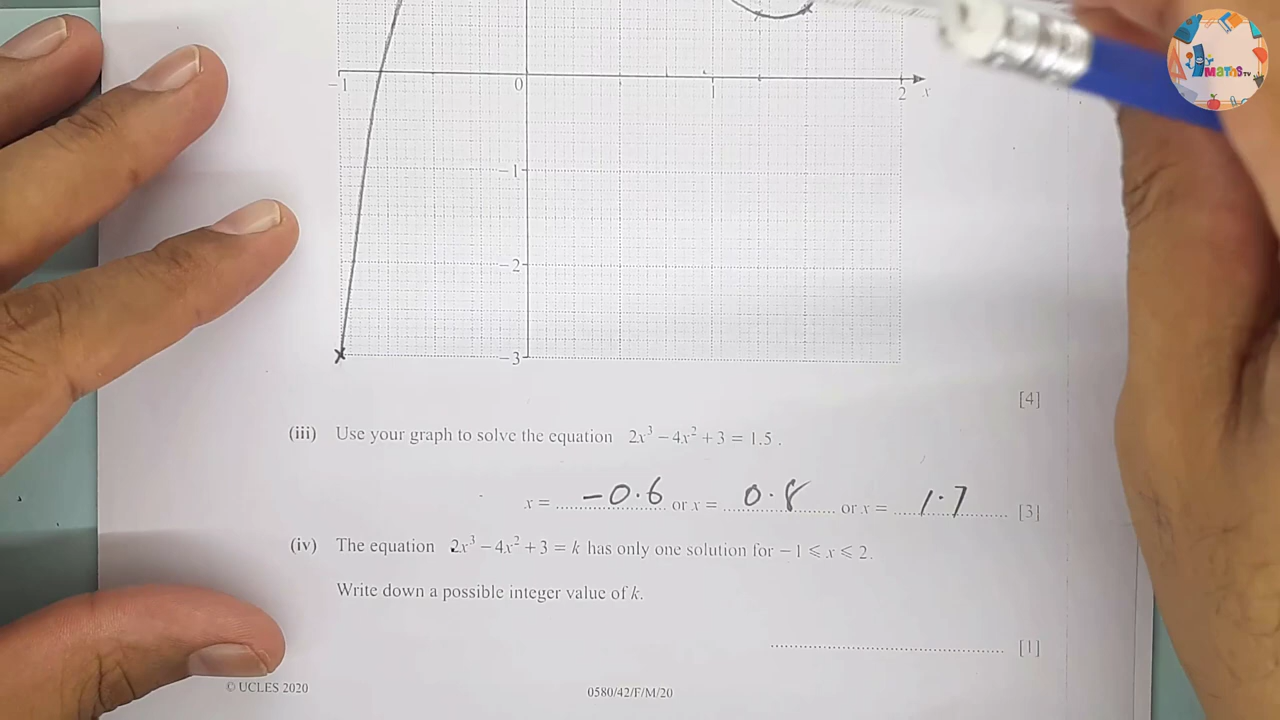 MATHS TV
-1 0 1 2 x
-1
-2
-3
[4]
(iii) Use your graph to solve the equation 2x³ − 4x² + 3 = 1.5 .
x = −0.6 or x = 0.8 or x = 1.7 [3]
(iv) The equation 2x³ − 4x² + 3 = k has only one solution for −1 ⩽ x ⩽ 2.
Write down a possible integer value of k.
[1]
© UCLES 2020 0580/42/F/M/20